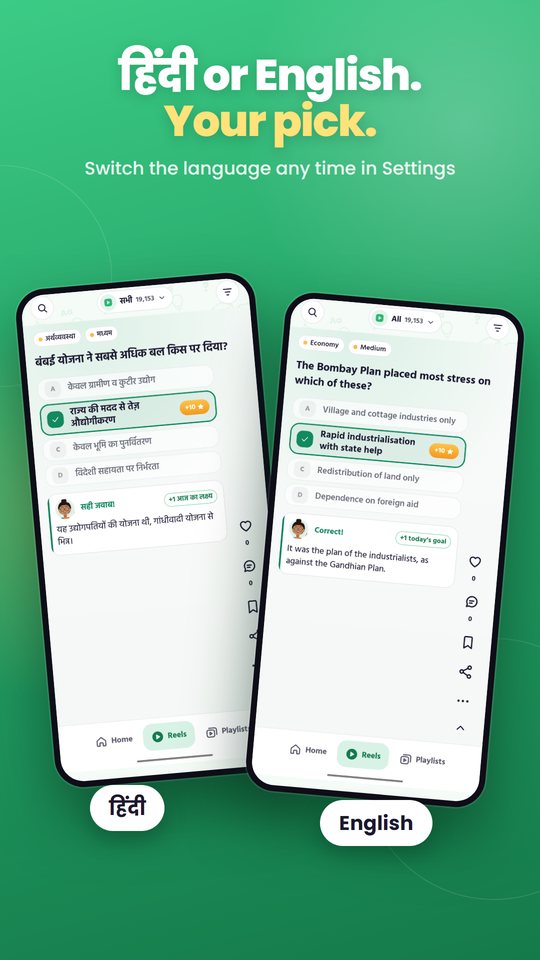 हिंदी or English.
Your pick.
Switch the language any time in Settings
सभी 19,153
अर्थव्यवस्था
मध्यम
बंबई योजना ने सबसे अधिक बल किस पर दिया?
A केवल ग्रामीण व कुटीर उद्योग
राज्य की मदद से तेज़
औद्योगीकरण
+10
C केवल भूमि का पुनर्वितरण
D विदेशी सहायता पर निर्भरता
सही जवाब!
+1 आज का लक्ष्य
यह उद्योगपतियों की योजना थी, गांधीवादी योजना से
भिन्न।
0
0
Home
Reels
Playlists
हिंदी
All 19,153
Economy
Medium
The Bombay Plan placed most stress on
which of these?
A Village and cottage industries only
Rapid industrialisation
with state help
+10
C Redistribution of land only
D Dependence on foreign aid
Correct!
+1 today's goal
It was the plan of the industrialists, as
against the Gandhian Plan.
0
0
Home
Reels
Playlists
English